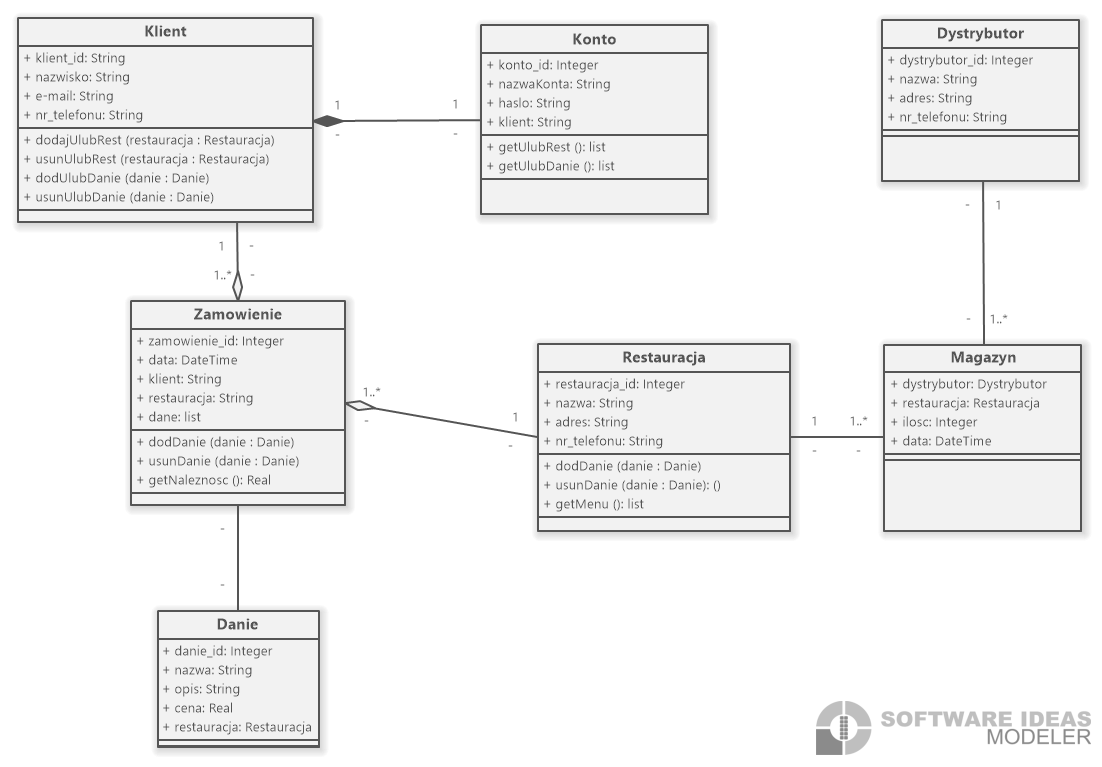 Klient
+ klient_id: String
+ nazwisko: String
+ e-mail: String
+ nr_telefonu: String
+ dodajUlubRest (restauracja : Restauracja)
+ usunUlubRest (restauracja : Restauracja)
+ dodUlubDanie (danie : Danie)
+ usunUlubDanie (danie : Danie)
1
-
1
-
Konto
+ konto_id: Integer
+ nazwaKonta: String
+ haslo: String
+ klient: String
+ getUlubRest (): list
+ getUlubDanie (): list
Dystrybutor
+ dystrybutor_id: Integer
+ nazwa: String
+ adres: String
+ nr_telefonu: String
- 1
- 1..*
1 -
1..* -
Zamowienie
+ zamowienie_id: Integer
+ data: DateTime
+ klient: String
+ restauracja: String
+ dane: list
+ dodDanie (danie : Danie)
+ usunDanie (danie : Danie)
+ getNaleznosc (): Real
1..*
-
1
-
Restauracja
+ restauracja_id: Integer
+ nazwa: String
+ adres: String
+ nr_telefonu: String
+ dodDanie (danie : Danie)
+ usunDanie (danie : Danie): ()
+ getMenu (): list
1
-
1..*
-
Magazyn
+ dystrybutor: Dystrybutor
+ restauracja: Restauracja
+ ilosc: Integer
+ data: DateTime
-
-
Danie
+ danie_id: Integer
+ nazwa: String
+ opis: String
+ cena: Real
+ restauracja: Restauracja
SOFTWARE IDEAS
MODELER